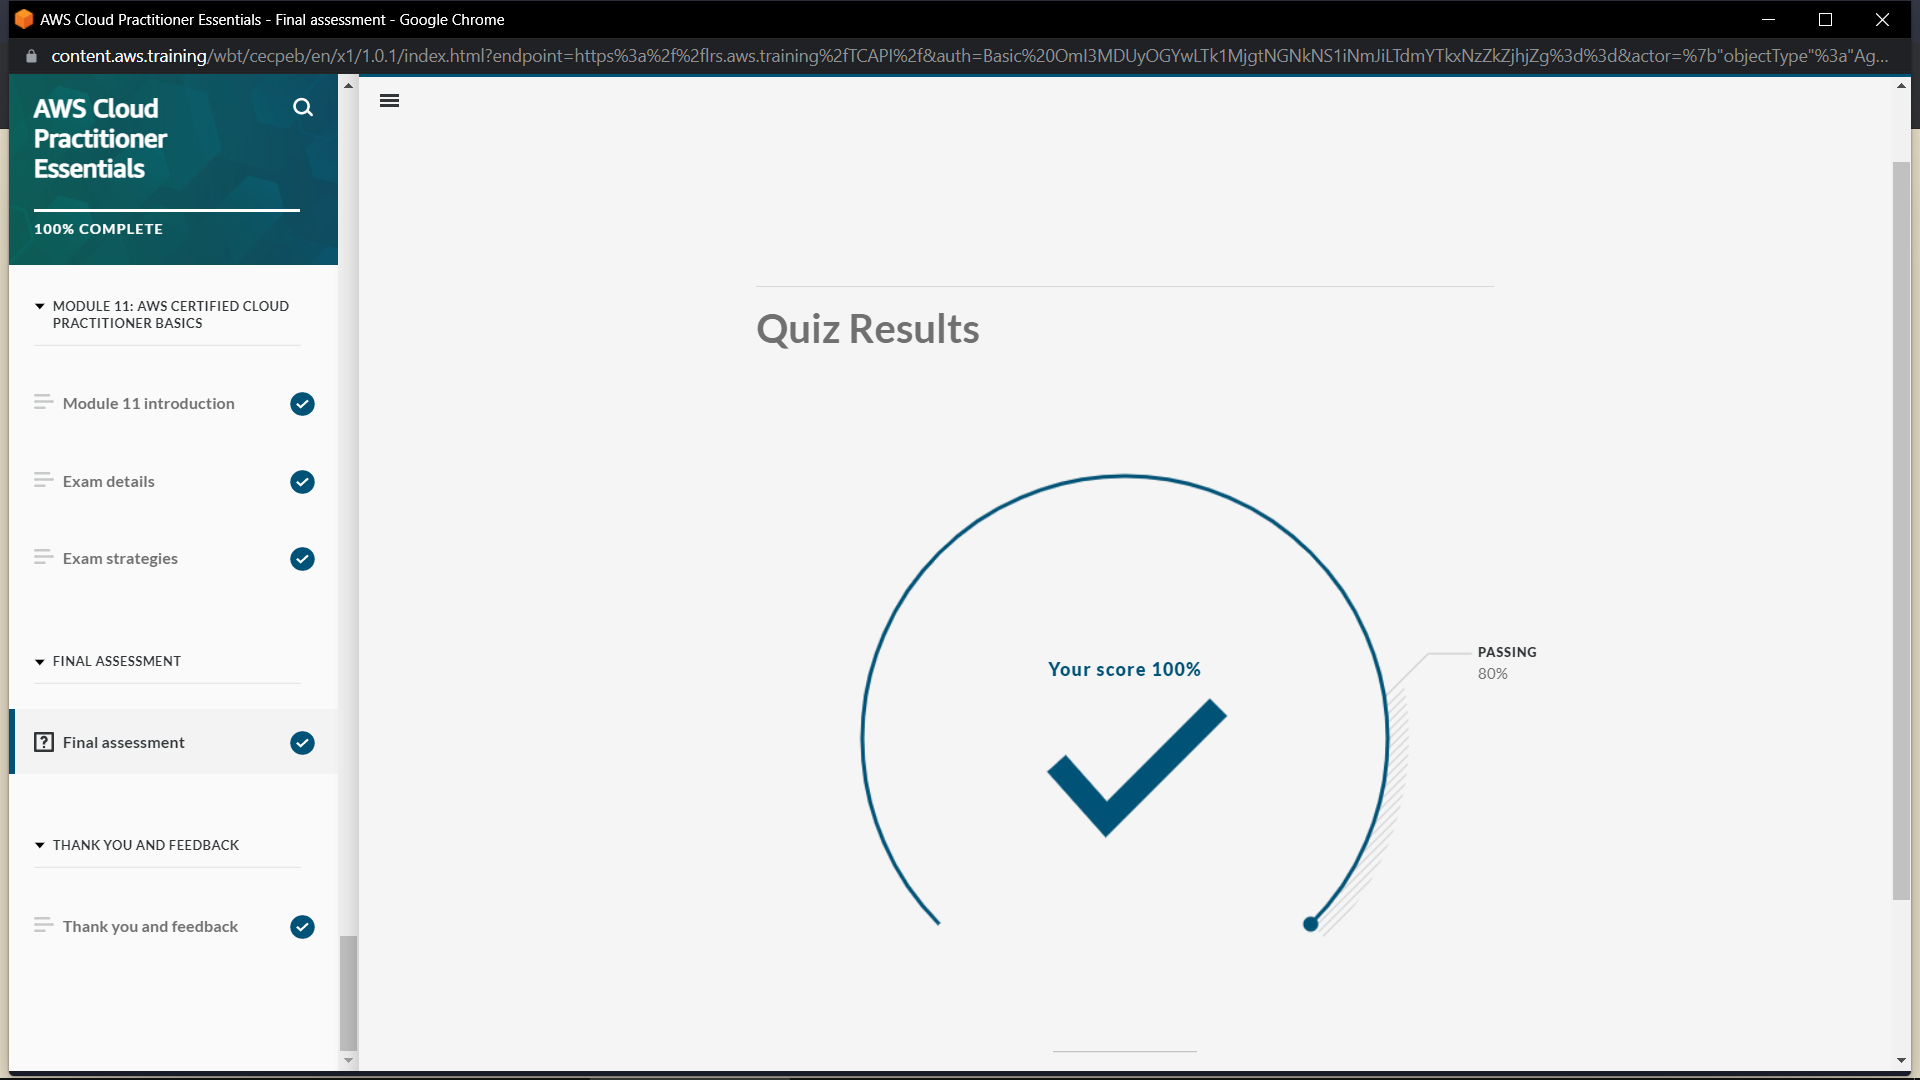 AWS Cloud Practitioner Essentials - Final assessment - Google Chrome
content.aws.training/wbt/cecpeb/en/x1/1.0.1/index.html?endpoint=https%3a%2f%2flrs.aws.training%2fTCAPI%2f&auth=Basic%20OmI3MDUyOGYwLTk1MjgtNGNkNS1iNmJiLTdmYTkxNzZkZjhjZg%3d%3d&actor=%7b"objectType"%3a"Ag...
AWS Cloud
Practitioner
Essentials
100% COMPLETE
MODULE 11: AWS CERTIFIED CLOUD
PRACTITIONER BASICS
Module 11 introduction
Exam details
Exam strategies
FINAL ASSESSMENT
Final assessment
THANK YOU AND FEEDBACK
Thank you and feedback
Quiz Results
Your score 100%
PASSING
80%